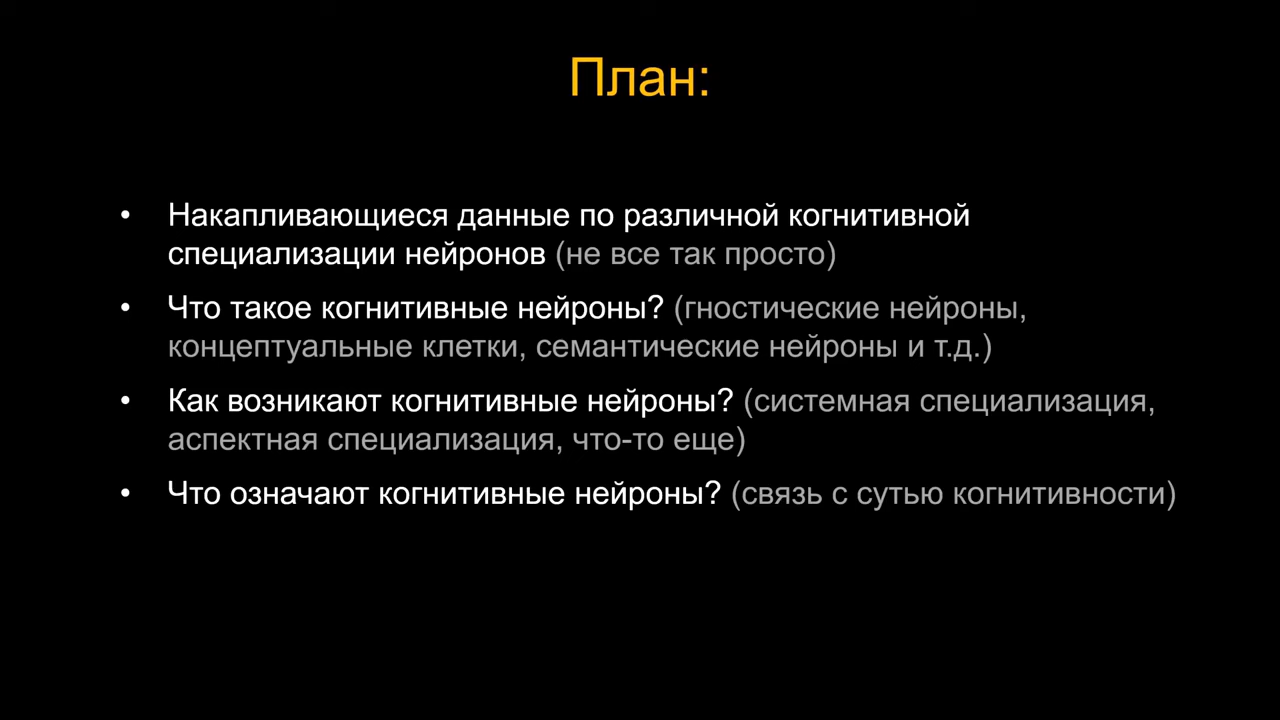 План:
• Накапливающиеся данные по различной когнитивной
специализации нейронов (не все так просто)
• Что такое когнитивные нейроны? (гностические нейроны,
концептуальные клетки, семантические нейроны и т.д.)
• Как возникают когнитивные нейроны? (системная специализация,
аспектная специализация, что-то еще)
• Что означают когнитивные нейроны? (связь с сутью когнитивности)